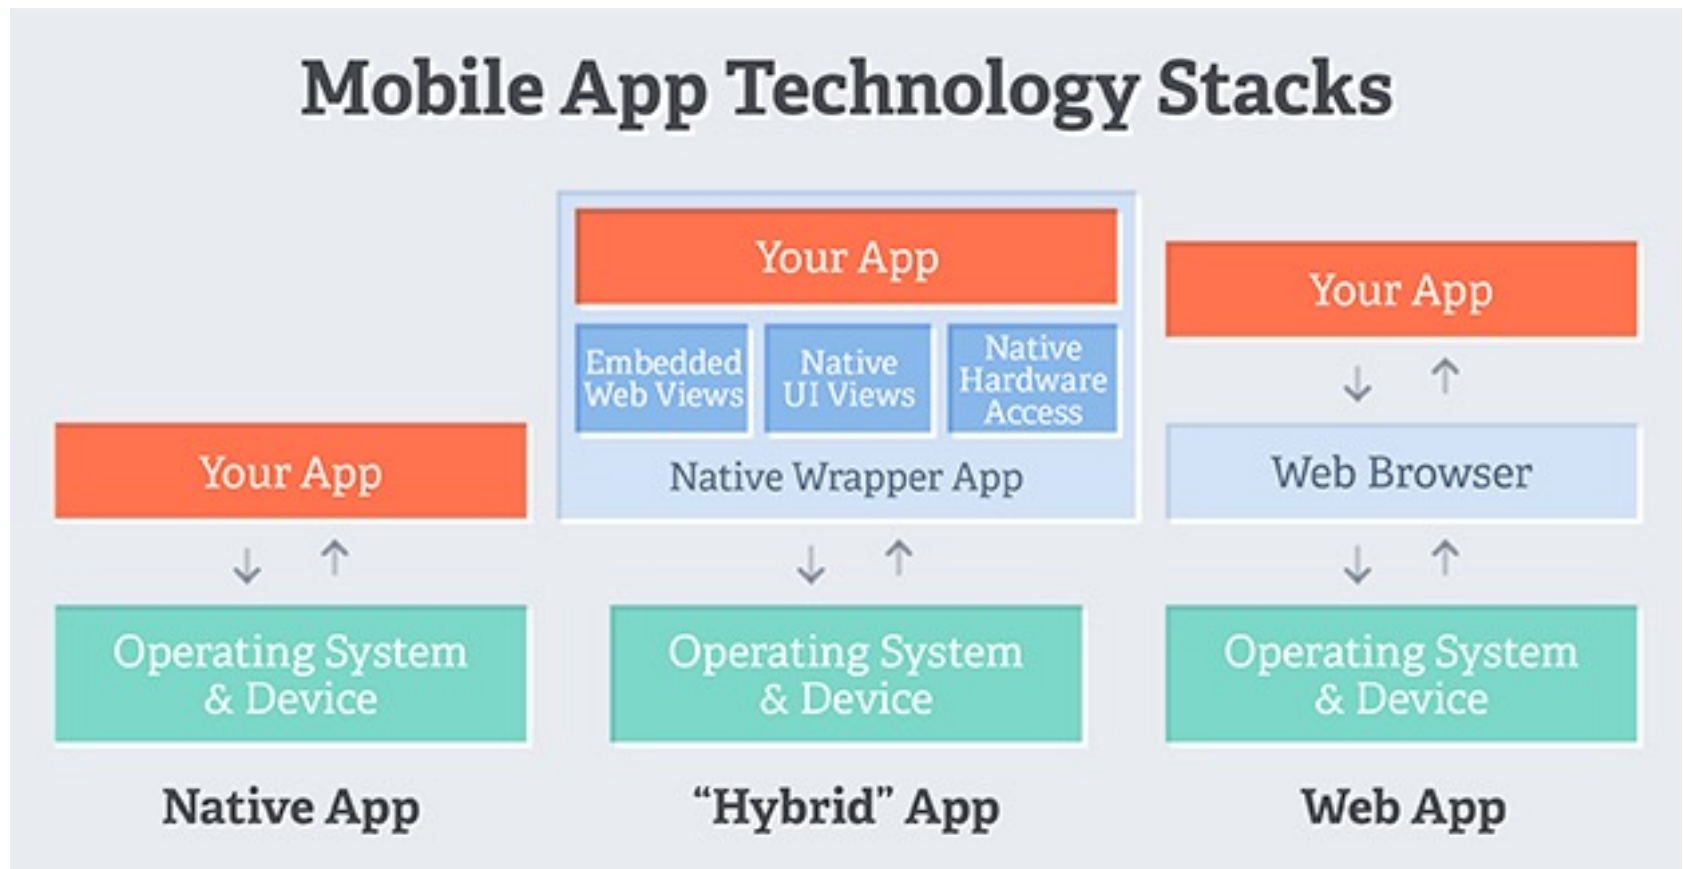 Mobile App Technology Stacks
Your App
Operating System
& Device
Native App
Your App
Embedded
Web Views
Native
UI Views
Native
Hardware
Access
Native Wrapper App
Operating System
& Device
“Hybrid” App
Your App
Web Browser
Operating System
& Device
Web App